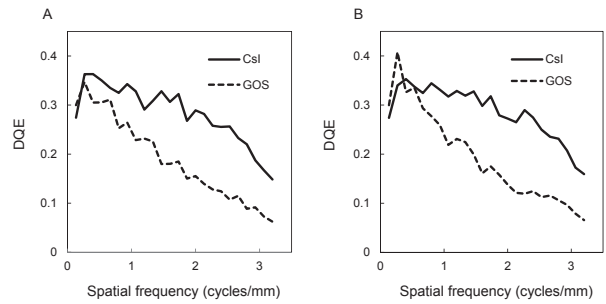 A
0.4
0.3
0.2
0.1
0
DQE
CsI
GOS
0
1
2
3
Spatial frequency (cycles/mm)
B
0.4
0.3
0.2
0.1
0
DQE
CsI
GOS
0
1
2
3
Spatial frequency (cycles/mm)